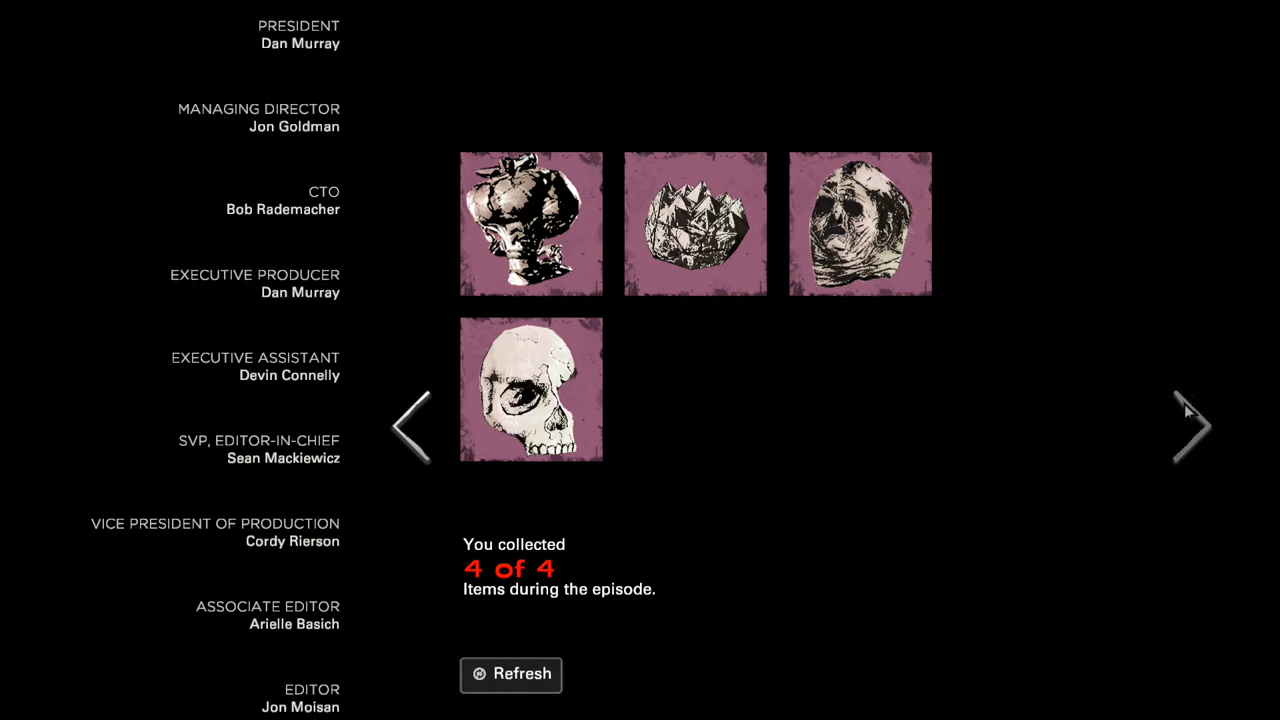 PRESIDENT
Dan Murray
MANAGING DIRECTOR
Jon Goldman
CTO
Bob Rademacher
EXECUTIVE PRODUCER
Dan Murray
EXECUTIVE ASSISTANT
Devin Connelly
SVP, EDITOR-IN-CHIEF
Sean Mackiewicz
VICE PRESIDENT OF PRODUCTION
Cordy Rierson
ASSOCIATE EDITOR
Arielle Basich
EDITOR
Jon Moisan
You collected
4 of 4
Items during the episode.
Refresh